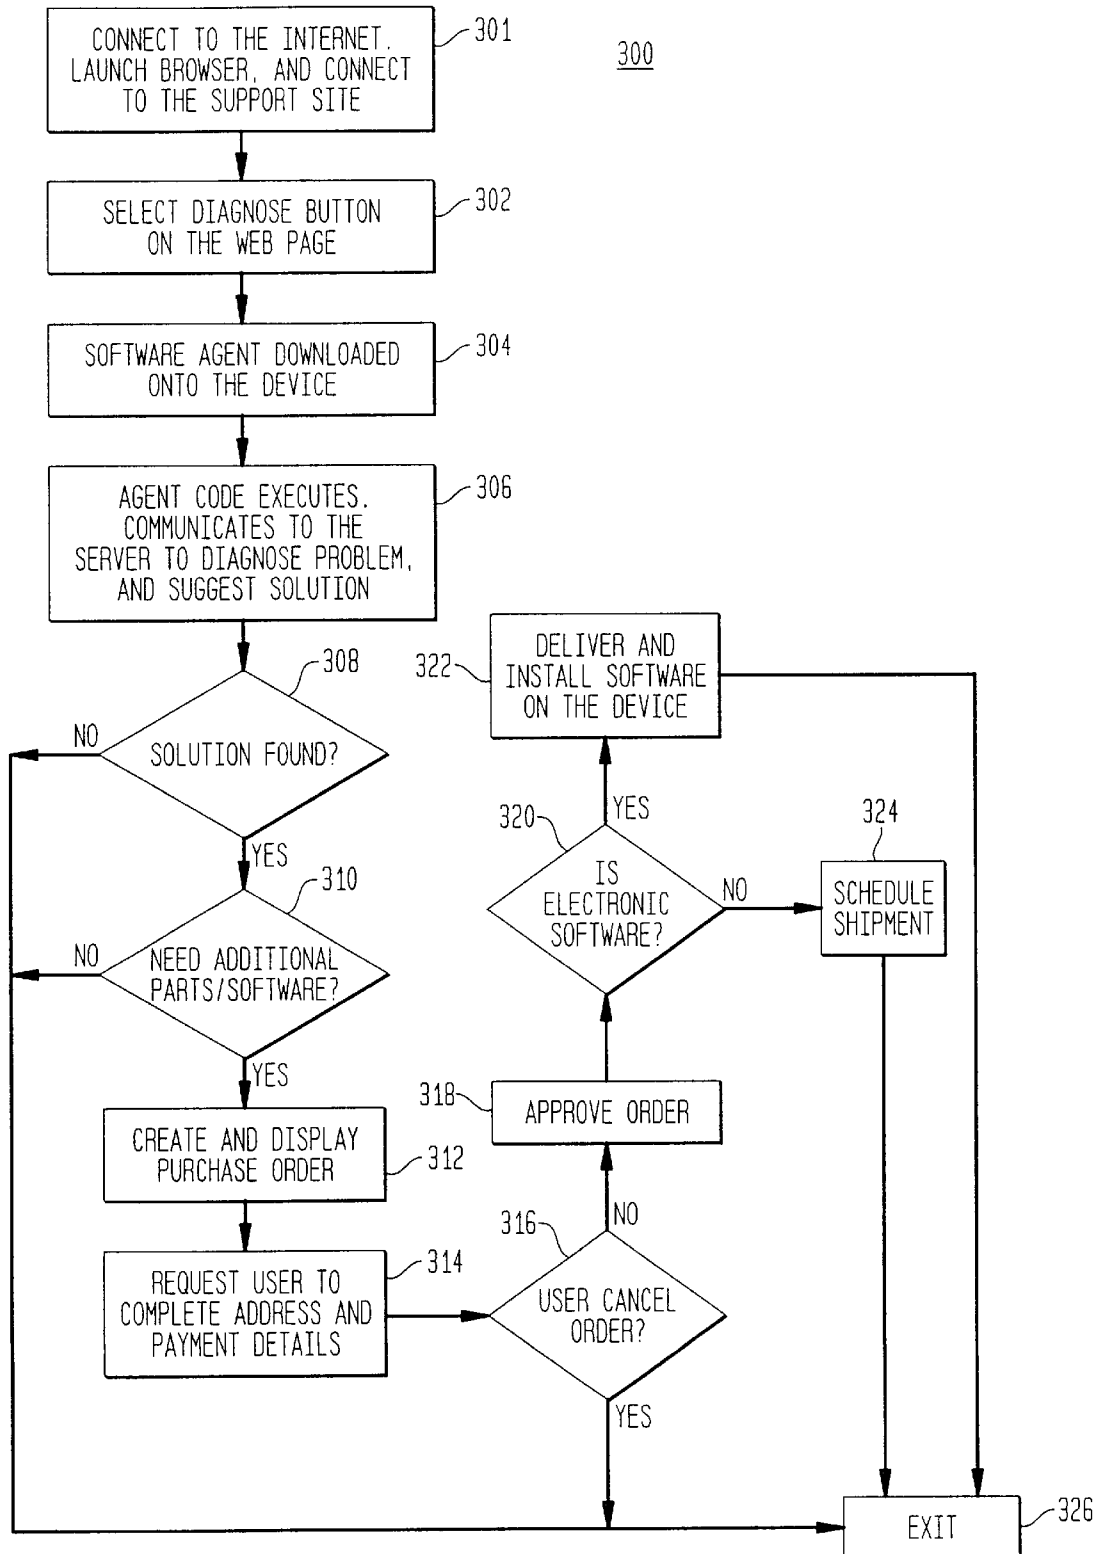 CONNECT TO THE INTERNET.
LAUNCH BROWSER, AND CONNECT
TO THE SUPPORT SITE
301
300
SELECT DIAGNOSE BUTTON
ON THE WEB PAGE
302
SOFTWARE AGENT DOWNLOADED
ONTO THE DEVICE
304
AGENT CODE EXECUTES.
COMMUNICATES TO THE
SERVER TO DIAGNOSE PROBLEM,
AND SUGGEST SOLUTION
306
308
NO
SOLUTION FOUND?
YES
310
NO
NEED ADDITIONAL
PARTS/SOFTWARE?
YES
CREATE AND DISPLAY
PURCHASE ORDER
312
REQUEST USER TO
COMPLETE ADDRESS AND
PAYMENT DETAILS
314
316
USER CANCEL
ORDER?
NO
YES
318
APPROVE ORDER
320
IS
ELECTRONIC
SOFTWARE?
YES
NO
322
DELIVER AND
INSTALL SOFTWARE
ON THE DEVICE
324
SCHEDULE
SHIPMENT
EXIT
326